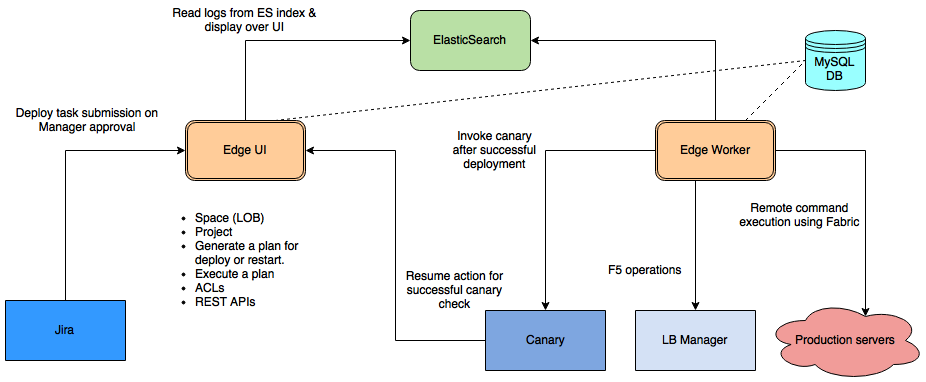 Read logs from ES index &
display over UI
ElasticSearch
MySQL
DB
Deploy task submission on
Manager approval
Edge UI
Invoke canary
after successful
deployment
Edge Worker
Remote command
execution using Fabric
• Space (LOB)
• Project
• Generate a plan for
deploy or restart.
• Execute a plan
• ACLs
• REST APIs
Resume action for
successful canary
check
F5 operations
Jira
Canary
LB Manager
Production servers